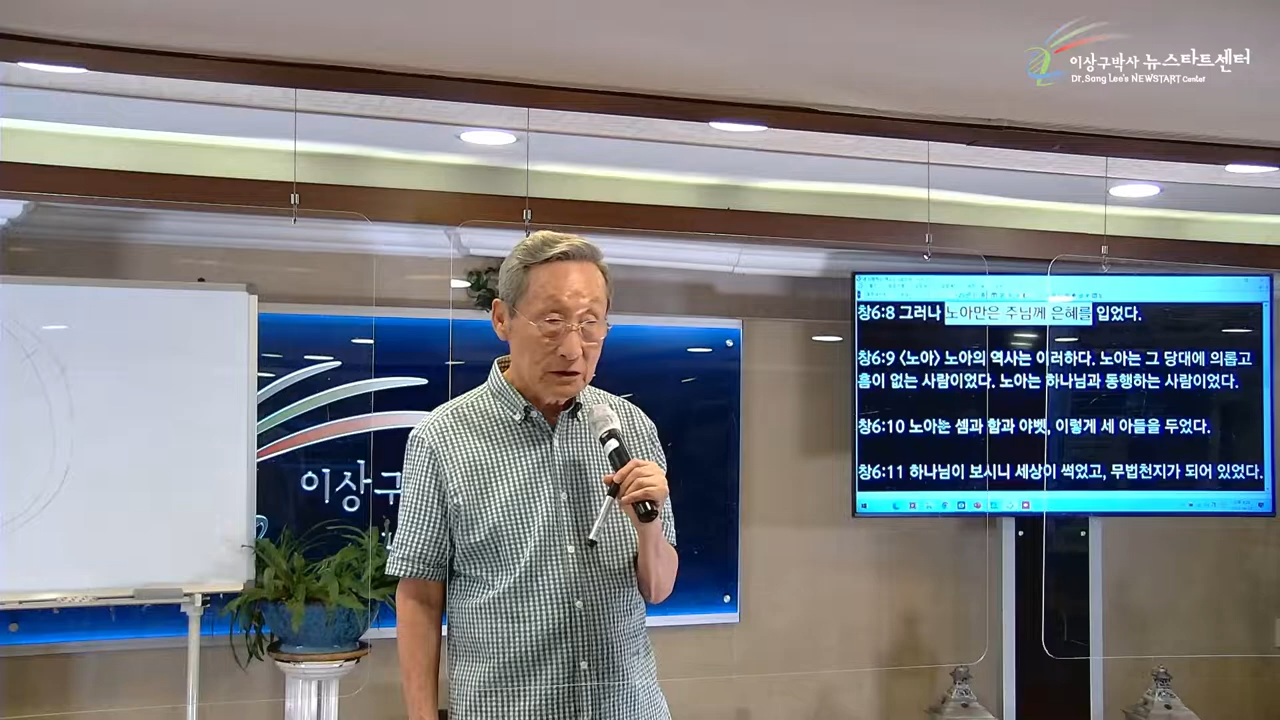 이상구박사 뉴스타트센터
Dr. Sang Lee's NEWSTART Center
창6:8 그러나 노아만은 주님께 은혜를 입었다.
창6:9 〈노아〉 노아의 역사는 이러하다. 노아는 그 당대에 의롭고
흠이 없는 사람이었다. 노아는 하나님과 동행하는 사람이었다.
창6:10 노아는 셈과 함과 야벳, 이렇게 세 아들을 두었다.
창6:11 하나님이 보시니 세상이 썩었고, 무법천지가 되어 있었다.
이상구